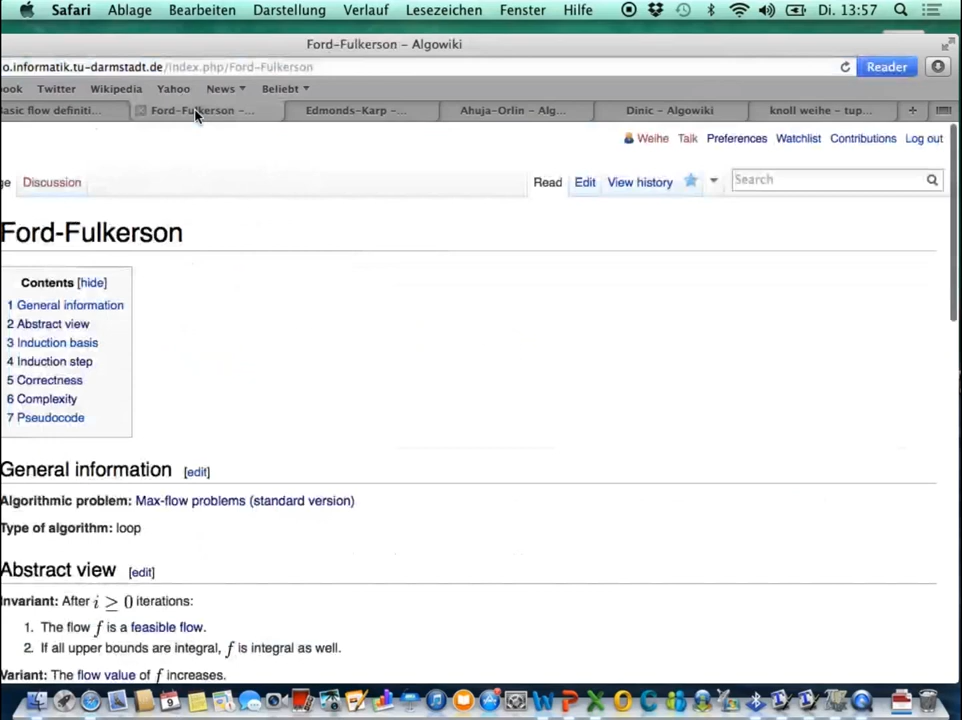 Safari Ablage Bearbeiten Darstellung Verlauf Lesezeichen Fenster Hilfe Di. 13:57
Ford-Fulkerson – Algowiki
o.informatik.tu-darmstadt.de/index.php/Ford-Fulkerson Reader
ook Twitter Wikipedia Yahoo News Beliebt
asic flow definiti... Ford-Fulkerson –... Edmonds-Karp –... Ahuja-Orlin – Alg... Dinic – Algowiki knoll weihe – tup... +
Weihe Talk Preferences Watchlist Contributions Log out
ge Discussion Read Edit View history Search
Ford-Fulkerson
Contents [hide]
1 General information
2 Abstract view
3 Induction basis
4 Induction step
5 Correctness
6 Complexity
7 Pseudocode
General information [edit]
Algorithmic problem: Max-flow problems (standard version)
Type of algorithm: loop
Abstract view [edit]
Invariant: After i ≥ 0 iterations:
1. The flow f is a feasible flow.
2. If all upper bounds are integral, f is integral as well.
Variant: The flow value of f increases.